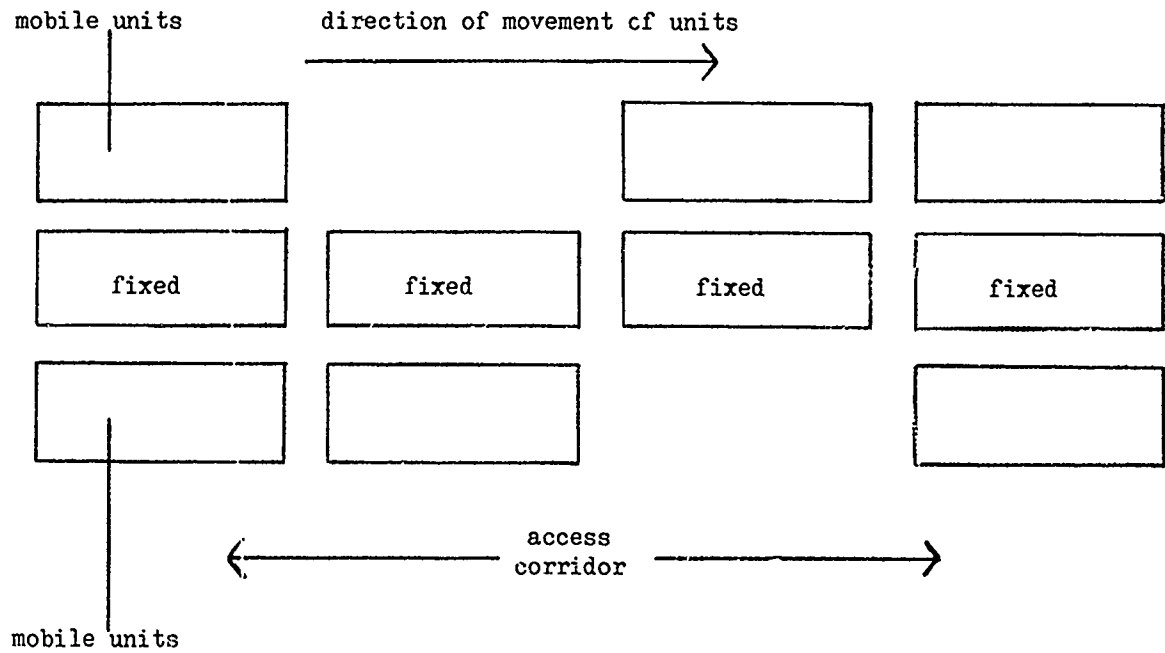 mobile units
direction of movement cf units
fixed
fixed
fixed
fixed
access
corridor
mobile units